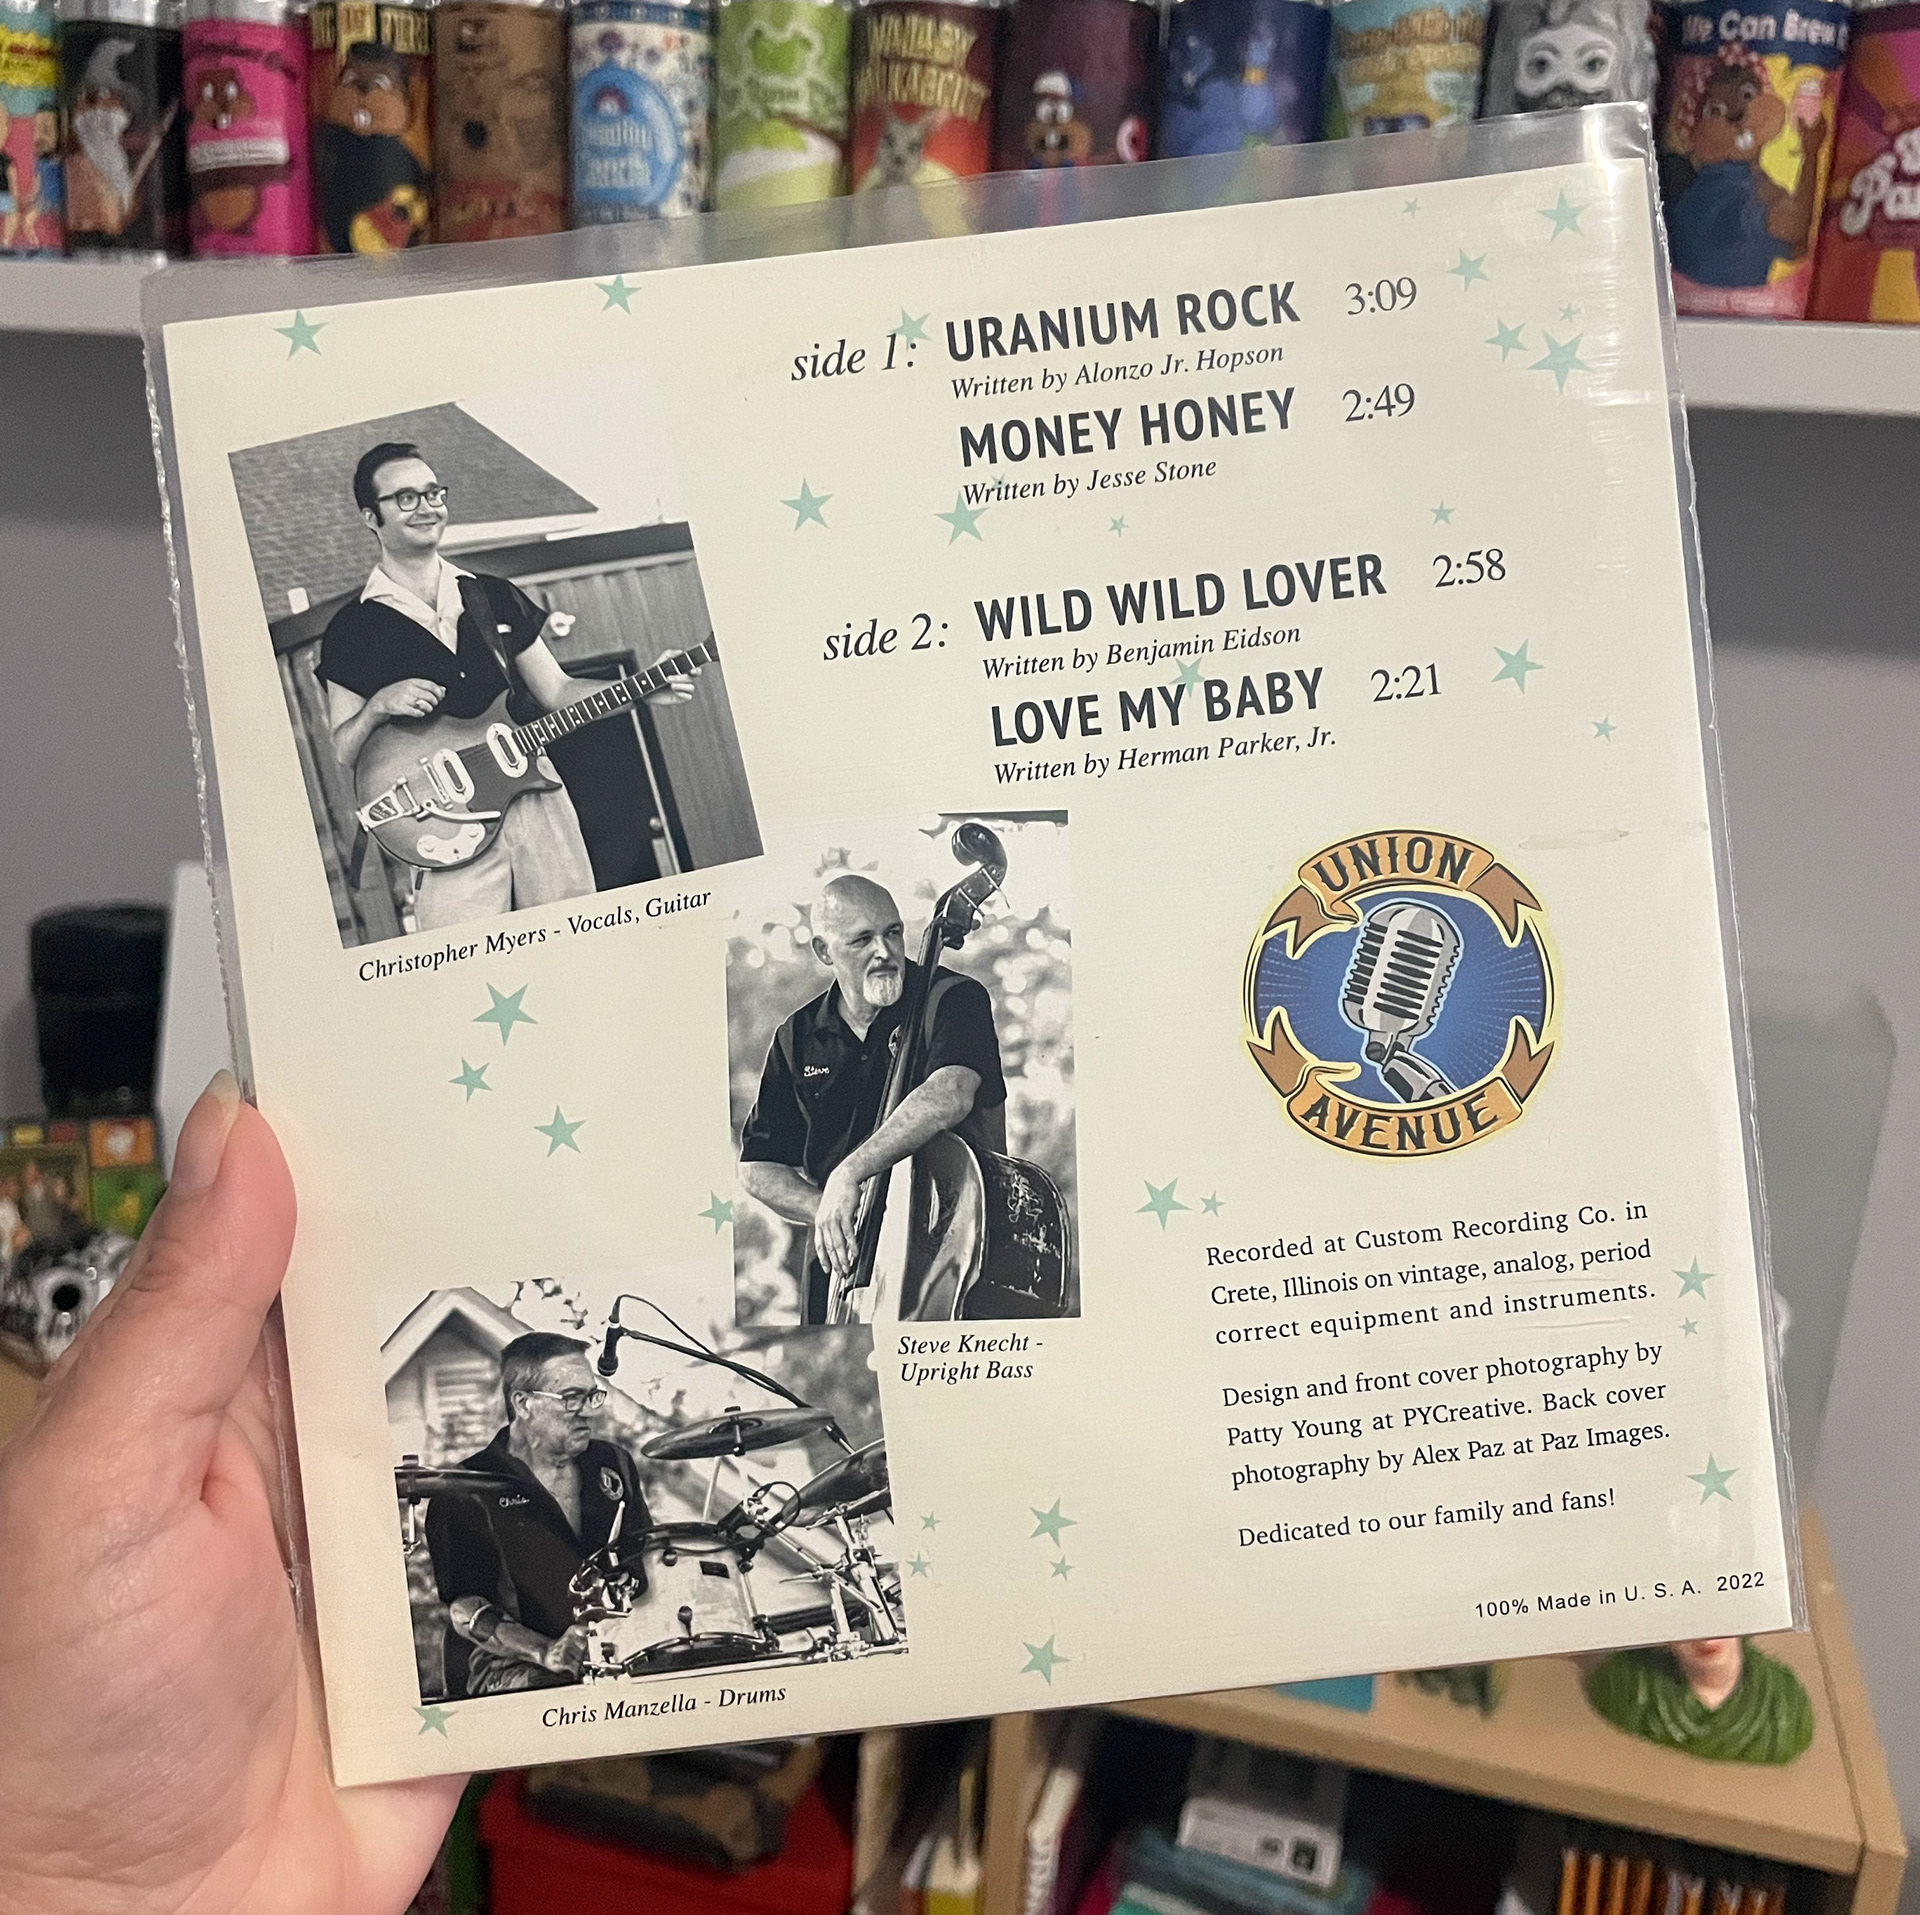 We Can Brew
side 1: URANIUM ROCK 3:09
Written by Alonzo Jr. Hopson
MONEY HONEY 2:49
Written by Jesse Stone
side 2: WILD WILD LOVER 2:58
Written by Benjamin Eidson
LOVE MY BABY 2:21
Written by Herman Parker, Jr.
Christopher Myers - Vocals, Guitar
Steve
UNION
AVENUE
Steve Knecht -
Upright Bass
Chris
Chris Manzella - Drums
Recorded at Custom Recording Co. in
Crete, Illinois on vintage, analog, period
correct equipment and instruments.
Design and front cover photography by
Patty Young at PYCreative. Back cover
photography by Alex Paz at Paz Images.
Dedicated to our family and fans!
100% Made in U. S. A. 2022